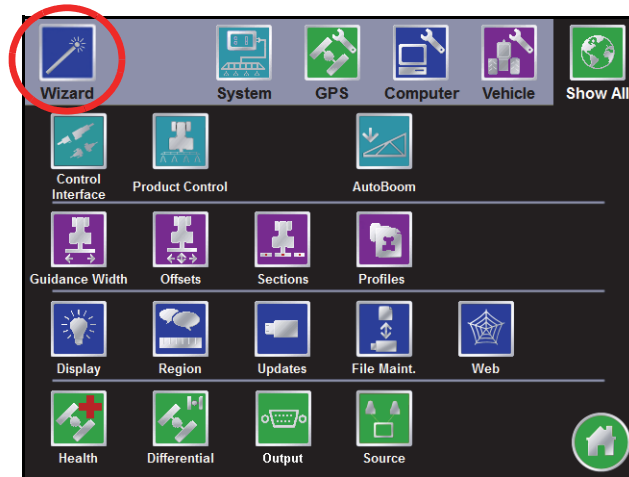 Wizard System GPS Computer Vehicle Show All
Control Interface Product Control AutoBoom
Guidance Width Offsets Sections Profiles
Display Region Updates File Maint. Web
Health Differential Output Source